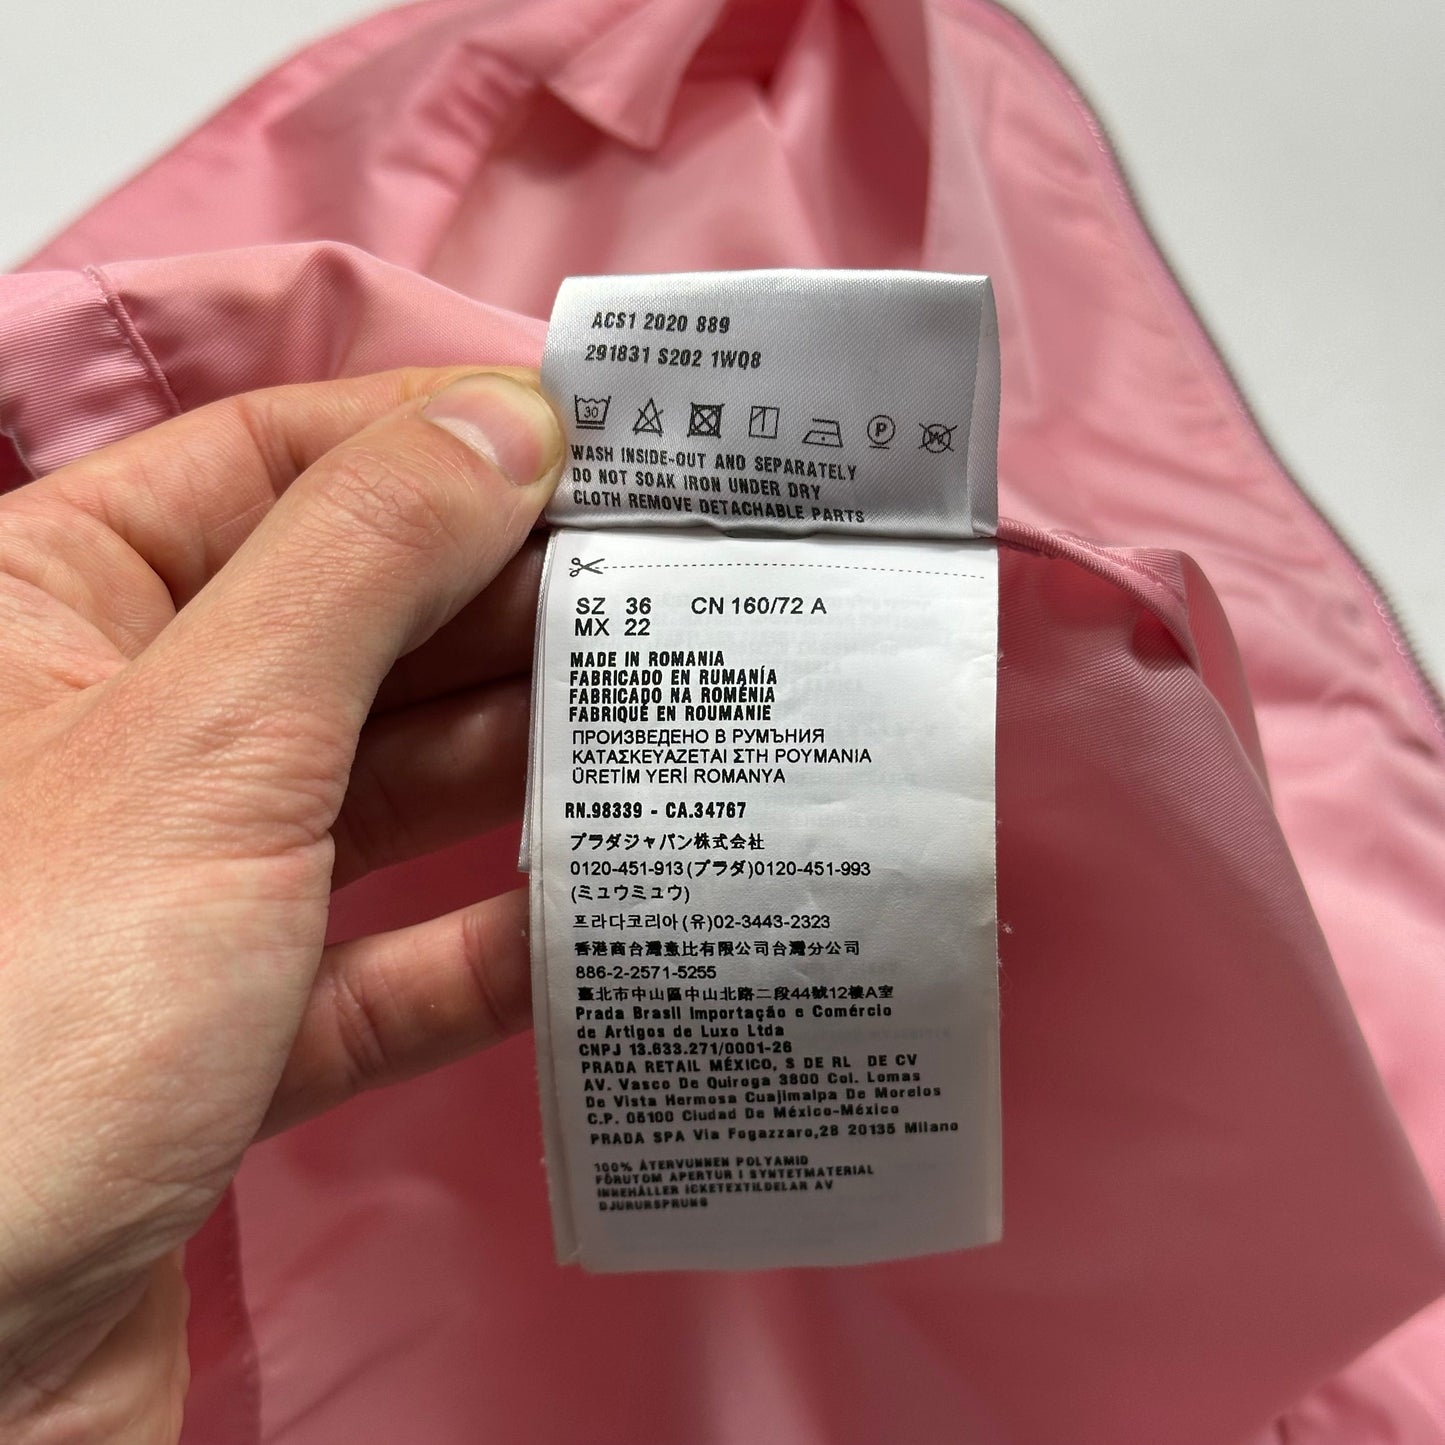 ACS1 2020 889
291831 S202 1WQ8
30 P W
WASH INSIDE-OUT AND SEPARATELY
DO NOT SOAK IRON UNDER DRY
CLOTH REMOVE DETACHABLE PARTS
SZ 36 CN 160/72 A
MX 22
MADE IN ROMANIA
FABRICADO EN RUMANÍA
FABRICADO NA ROMÉNIA
FABRIQUÉ EN ROUMANIE
ПРОИЗВЕДЕНО В РУМЪНИЯ
ΚΑΤΑΣΚΕΥΑΖΕΤΑΙ ΣΤΗ ΡΟΥΜΑΝΙΑ
ÜRETİM YERİ ROMANYA
RN.98339 - CA.34767
プラダジャパン株式会社
0120-451-913(プラダ)0120-451-993
(ミュウミュウ)
프라다코리아(유)02-3443-2323
香港商台灣意比有限公司台灣分公司
886-2-2571-5255
臺北市中山區中山北路二段44號12樓A室
Prada Brasil Importação e Comércio
de Artigos de Luxo Ltda
CNPJ 13.633.271/0001-26
PRADA RETAIL MÉXICO, S DE RL DE CV
AV. Vasco De Quiroga 3800 Col. Lomas
De Vista Hermosa Cuajimalpa De Morelos
C.P. 05100 Ciudad De México-México
PRADA SPA Via Fogazzaro,28 20135 Milano
100% ÅTERVUNNEN POLYAMID
FÖRUTOM APERTUR I SYNTETMATERIAL
INNEHÅLLER ICKETEXTILDELAR AV
DJURURSPRUNG